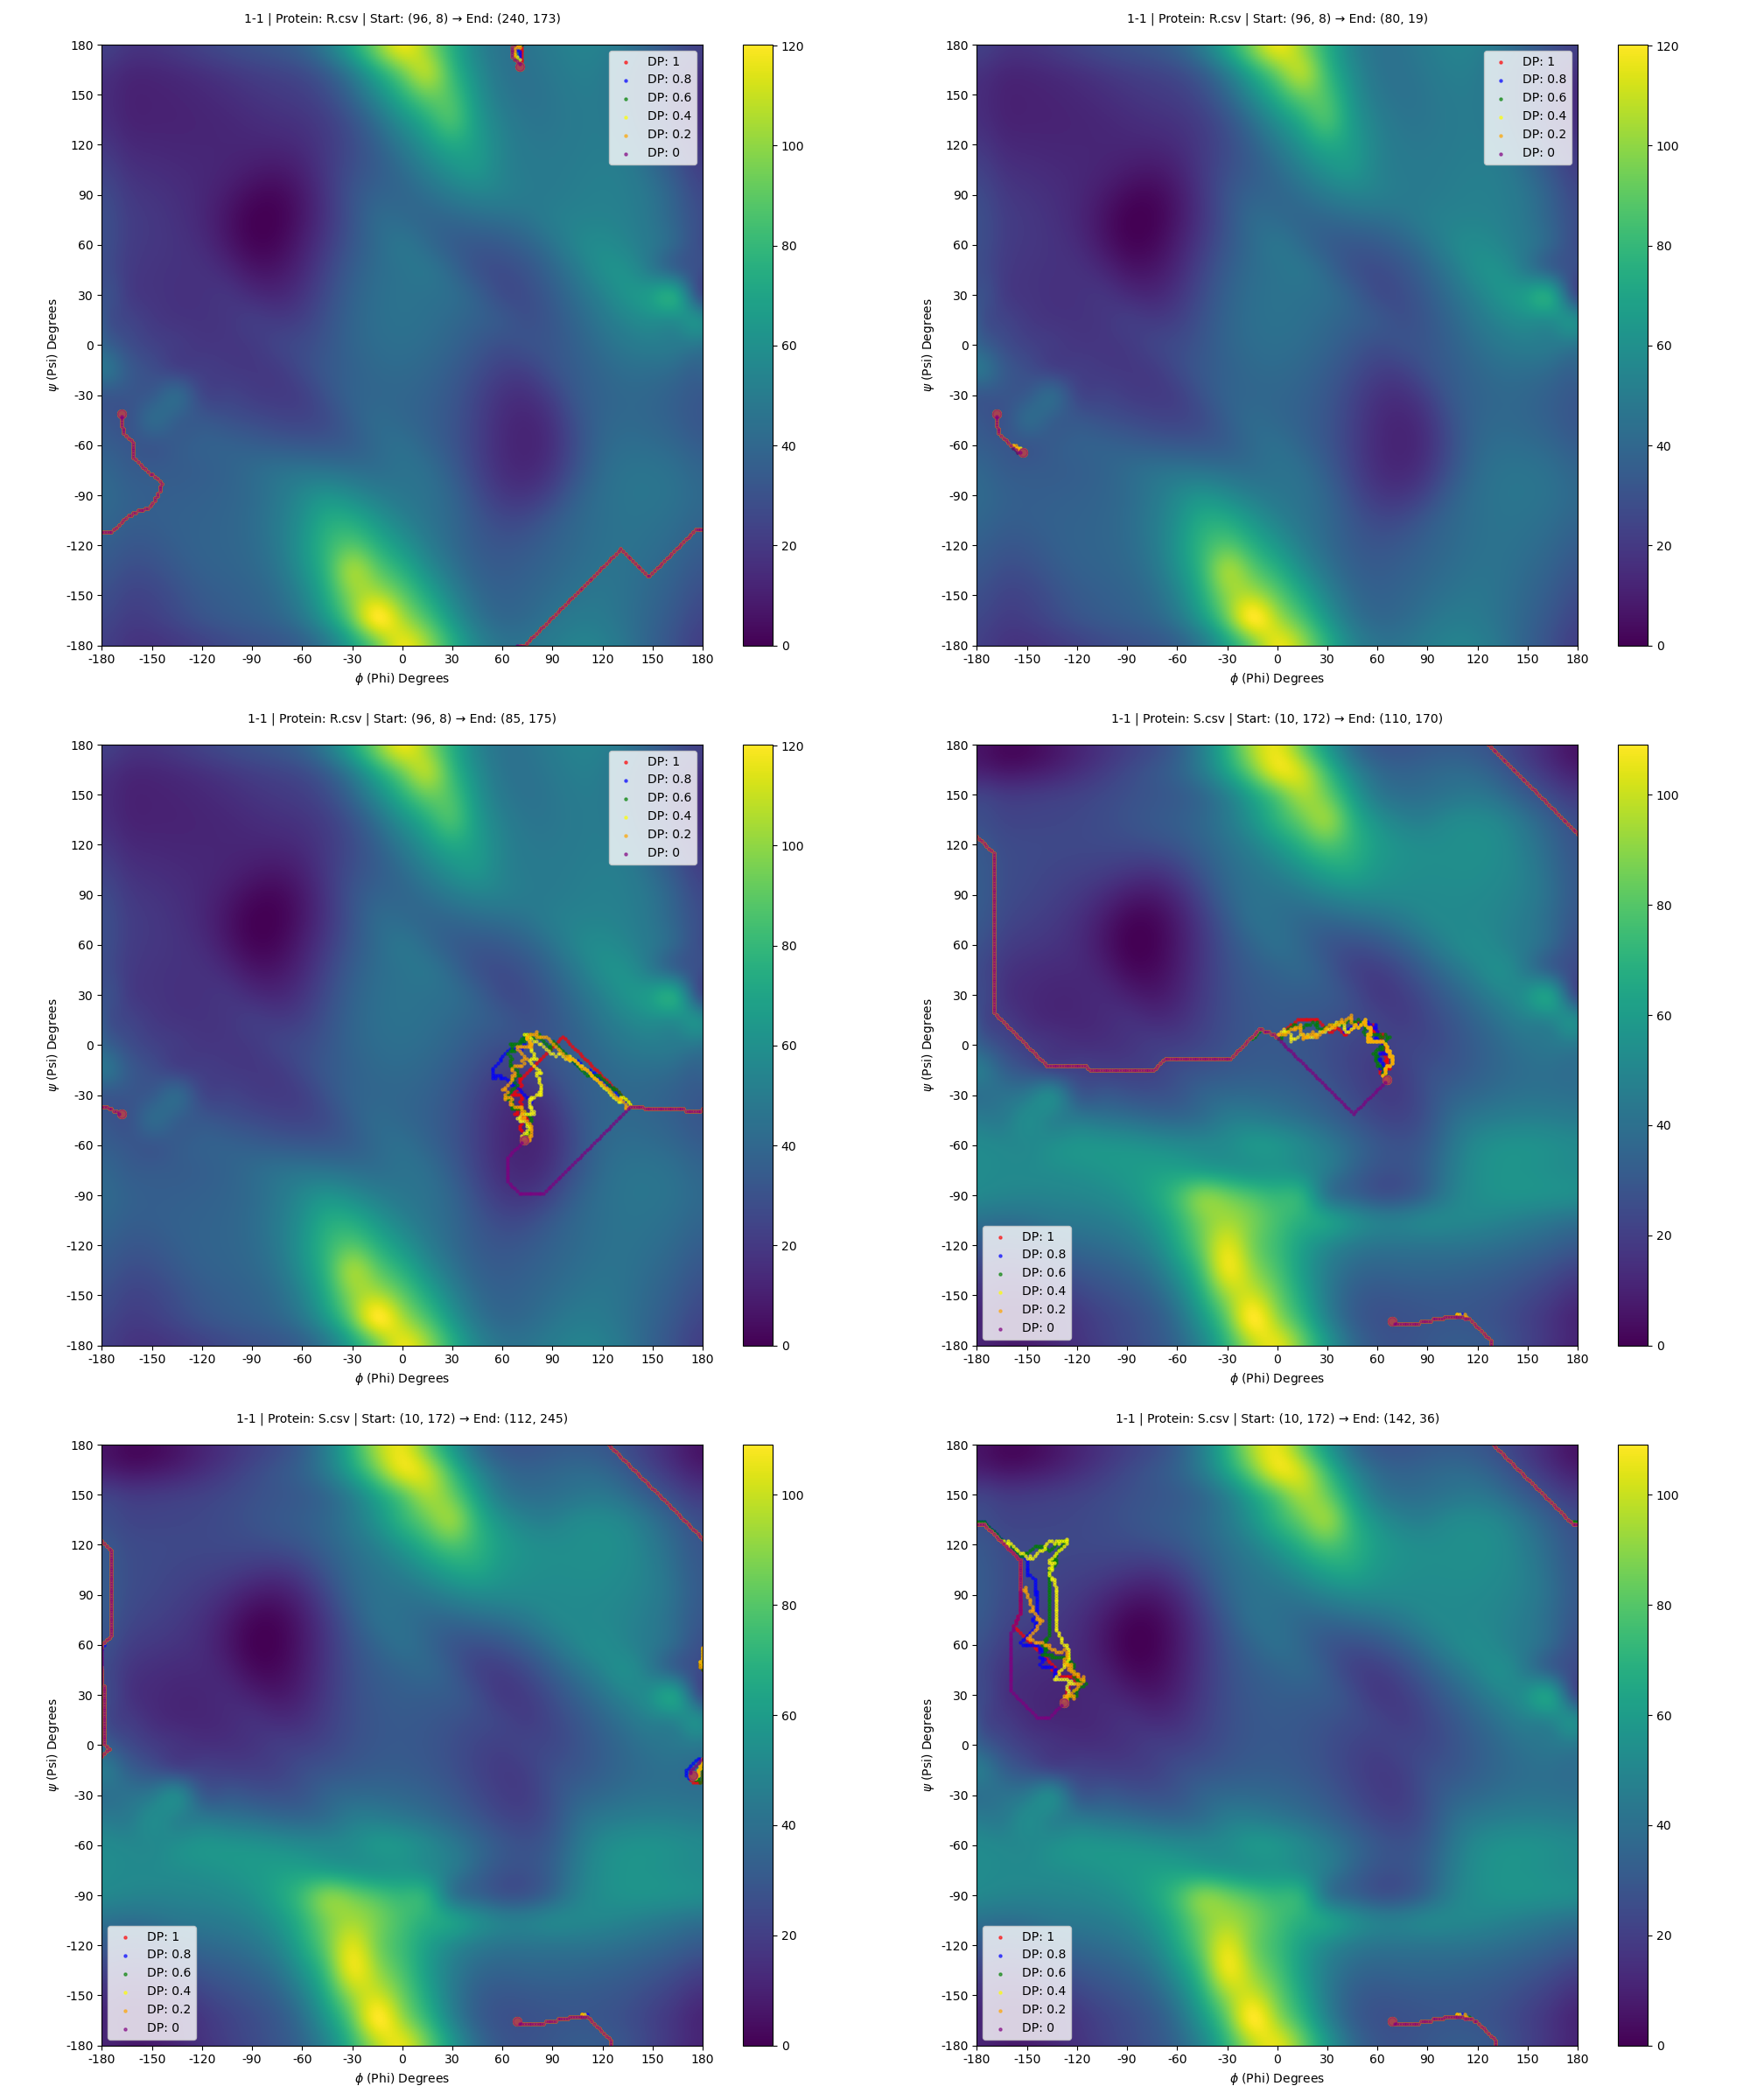 1-1 | Protein: R.csv | Start: (96, 8) → End: (240, 173)
180
150
120
90
60
30
0
-30
-60
-90
-120
-150
-180
ψ (Psi) Degrees
-180 -150 -120 -90 -60 -30 0 30 60 90 120 150 180
ϕ (Phi) Degrees
DP: 1
DP: 0.8
DP: 0.6
DP: 0.4
DP: 0.2
DP: 0
120
100
80
60
40
20
0
1-1 | Protein: R.csv | Start: (96, 8) → End: (80, 19)
180
150
120
90
60
30
0
-30
-60
-90
-120
-150
-180
ψ (Psi) Degrees
-180 -150 -120 -90 -60 -30 0 30 60 90 120 150 180
ϕ (Phi) Degrees
DP: 1
DP: 0.8
DP: 0.6
DP: 0.4
DP: 0.2
DP: 0
120
100
80
60
40
20
0
1-1 | Protein: R.csv | Start: (96, 8) → End: (85, 175)
180
150
120
90
60
30
0
-30
-60
-90
-120
-150
-180
ψ (Psi) Degrees
-180 -150 -120 -90 -60 -30 0 30 60 90 120 150 180
ϕ (Phi) Degrees
DP: 1
DP: 0.8
DP: 0.6
DP: 0.4
DP: 0.2
DP: 0
120
100
80
60
40
20
0
1-1 | Protein: S.csv | Start: (10, 172) → End: (110, 170)
180
150
120
90
60
30
0
-30
-60
-90
-120
-150
-180
ψ (Psi) Degrees
-180 -150 -120 -90 -60 -30 0 30 60 90 120 150 180
ϕ (Phi) Degrees
DP: 1
DP: 0.8
DP: 0.6
DP: 0.4
DP: 0.2
DP: 0
100
80
60
40
20
0
1-1 | Protein: S.csv | Start: (10, 172) → End: (112, 245)
180
150
120
90
60
30
0
-30
-60
-90
-120
-150
-180
ψ (Psi) Degrees
-180 -150 -120 -90 -60 -30 0 30 60 90 120 150 180
ϕ (Phi) Degrees
DP: 1
DP: 0.8
DP: 0.6
DP: 0.4
DP: 0.2
DP: 0
100
80
60
40
20
0
1-1 | Protein: S.csv | Start: (10, 172) → End: (142, 36)
180
150
120
90
60
30
0
-30
-60
-90
-120
-150
-180
ψ (Psi) Degrees
-180 -150 -120 -90 -60 -30 0 30 60 90 120 150 180
ϕ (Phi) Degrees
DP: 1
DP: 0.8
DP: 0.6
DP: 0.4
DP: 0.2
DP: 0
100
80
60
40
20
0